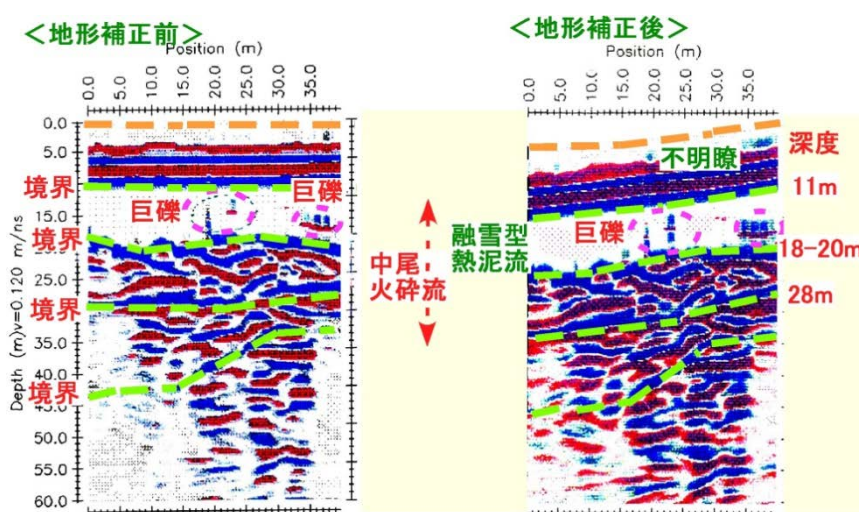 ＜地形補正前＞
Position (m)
0.0 5.0 10.0 15.0 20.0 25.0 30.0 35.0
0.0
5.0
10.0
15.0
20.0
25.0
30.0
35.0
40.0
45.0
50.0
55.0
60.0
Depth (m)v=0.120 m/ns
境界
境界
境界
境界
巨礫
巨礫
中尾
火砕流
融雪型
熱泥流
＜地形補正後＞
Position (m)
0.0 5.0 10.0 15.0 20.0 25.0 30.0 35.0
不明瞭
巨礫
深度
11m
18-20m
28m